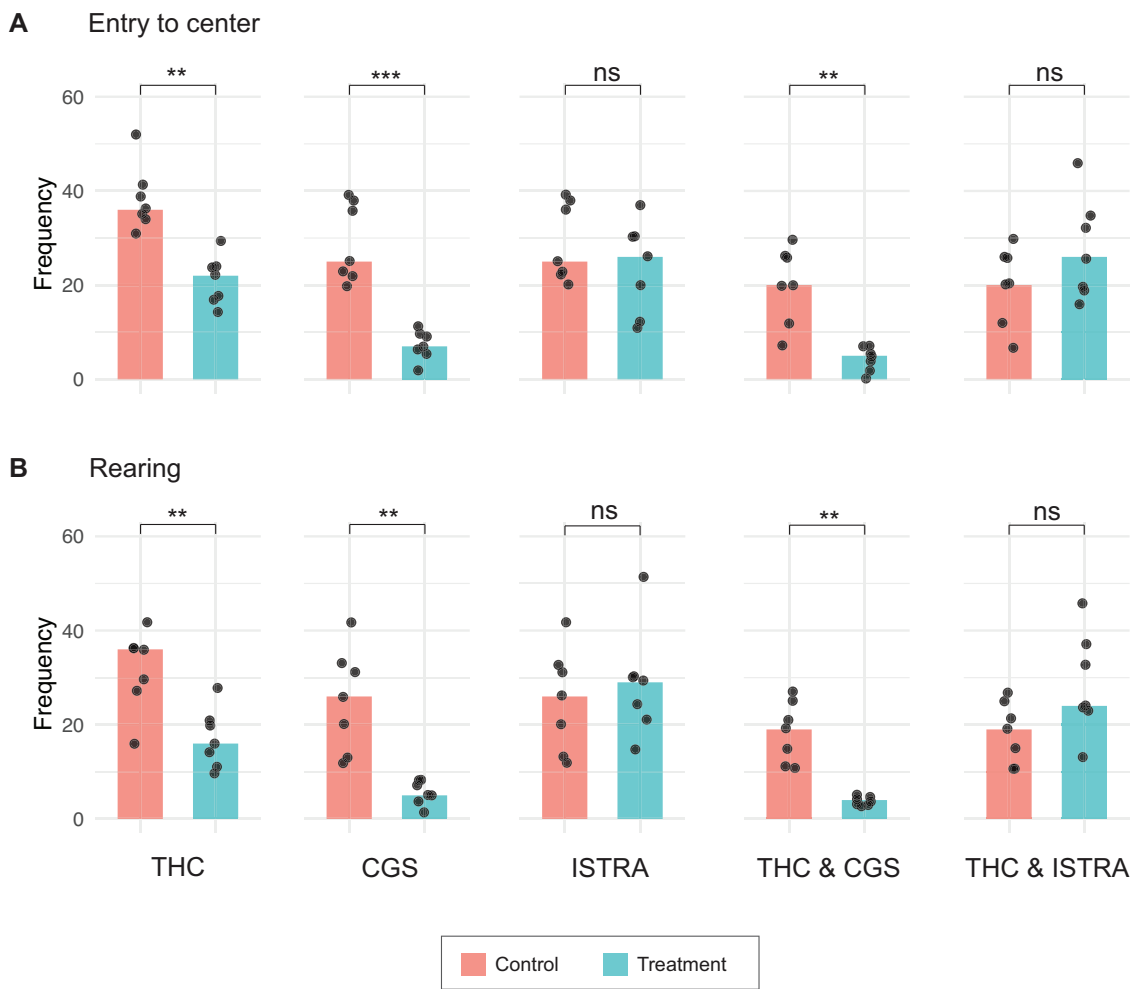 A Entry to center
** *** ns ** ns
60
40
20
0
Frequency
B Rearing
** ** ns ** ns
60
40
20
0
Frequency
THC CGS ISTRA THC & CGS THC & ISTRA
Control Treatment